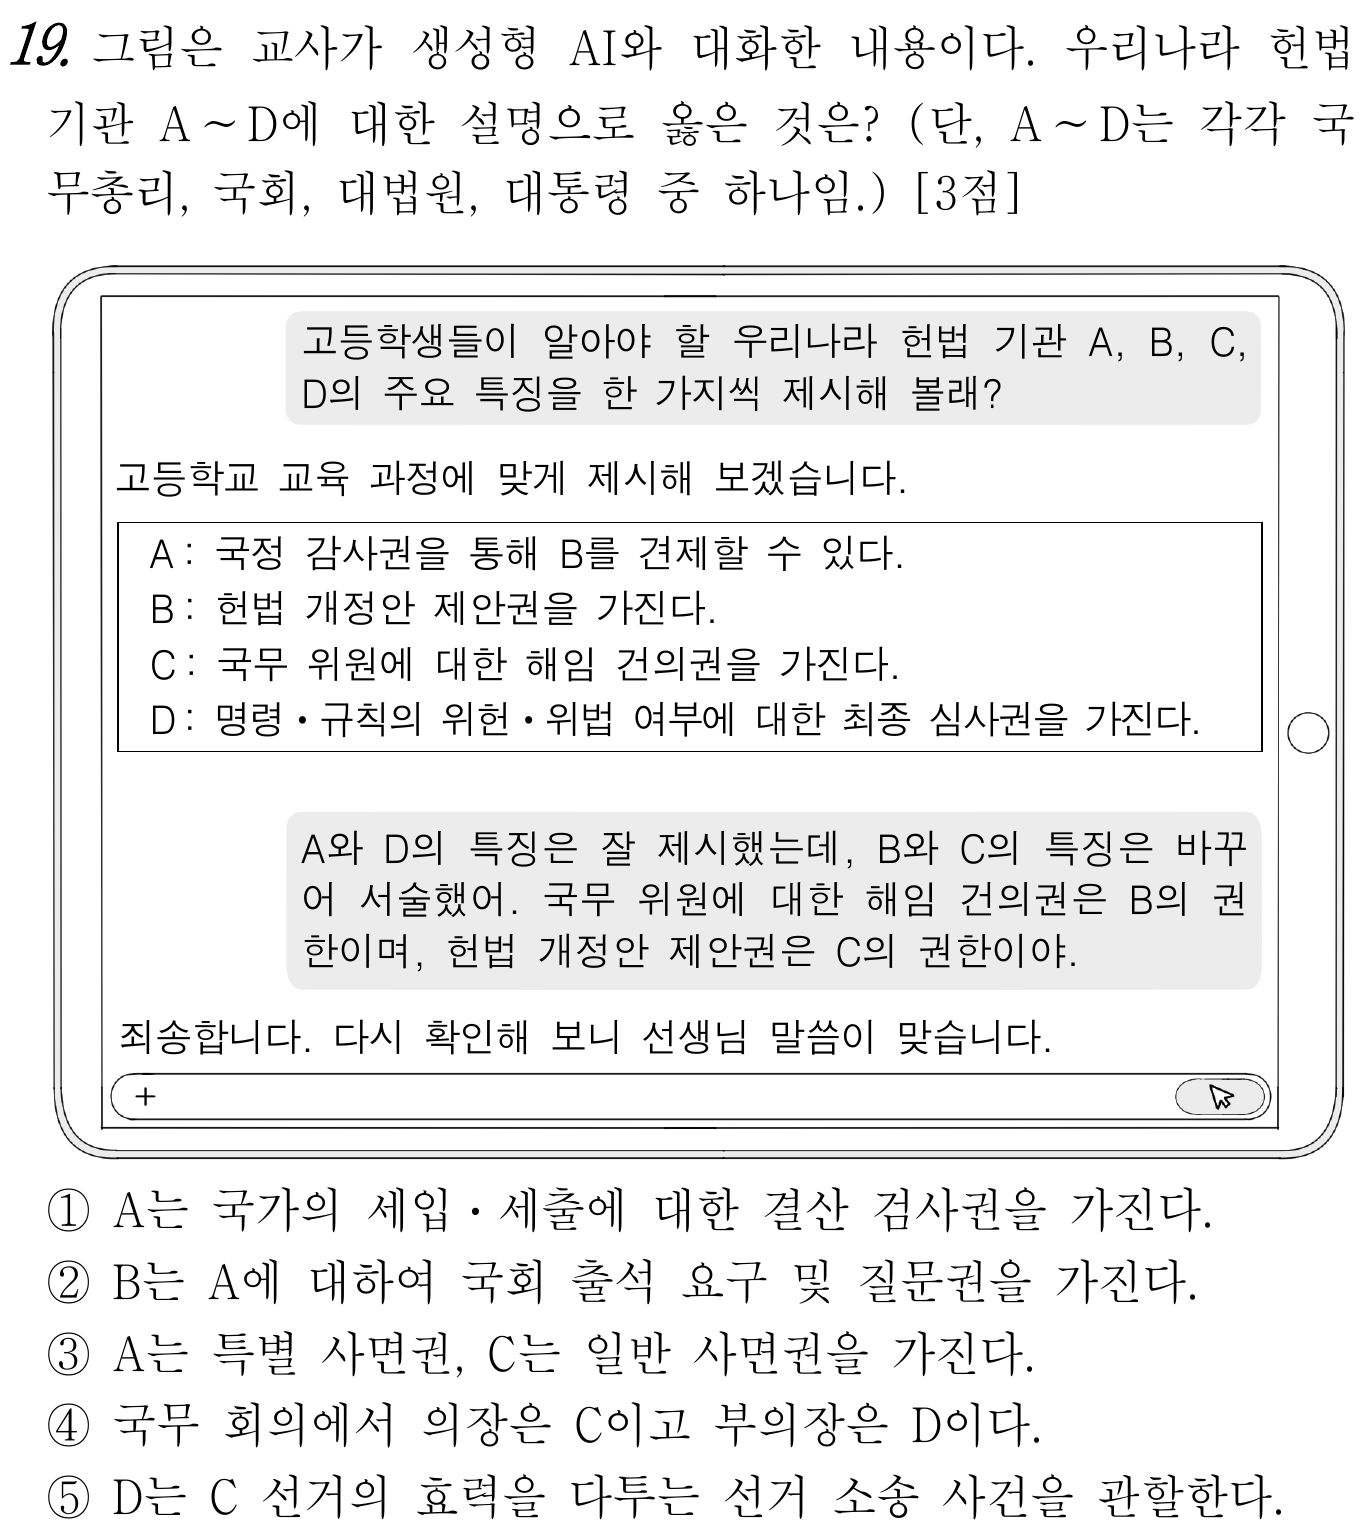 19. 그림은 교사가 생성형 AI와 대화한 내용이다. 우리나라 헌법
기관 A~D에 대한 설명으로 옳은 것은? (단, A~D는 각각 국
무총리, 국회, 대법원, 대통령 중 하나임.) [3점]
고등학생들이 알아야 할 우리나라 헌법 기관 A, B, C,
D의 주요 특징을 한 가지씩 제시해 볼래?
고등학교 교육 과정에 맞게 제시해 보겠습니다.
A : 국정 감사권을 통해 B를 견제할 수 있다.
B : 헌법 개정안 제안권을 가진다.
C : 국무 위원에 대한 해임 건의권을 가진다.
D : 명령·규칙의 위헌·위법 여부에 대한 최종 심사권을 가진다.
A와 D의 특징은 잘 제시했는데, B와 C의 특징은 바꾸
어 서술했어. 국무 위원에 대한 해임 건의권은 B의 권
한이며, 헌법 개정안 제안권은 C의 권한이야.
죄송합니다. 다시 확인해 보니 선생님 말씀이 맞습니다.
+
① A는 국가의 세입·세출에 대한 결산 검사권을 가진다.
② B는 A에 대하여 국회 출석 요구 및 질문권을 가진다.
③ A는 특별 사면권, C는 일반 사면권을 가진다.
④ 국무 회의에서 의장은 C이고 부의장은 D이다.
⑤ D는 C 선거의 효력을 다투는 선거 소송 사건을 관할한다.